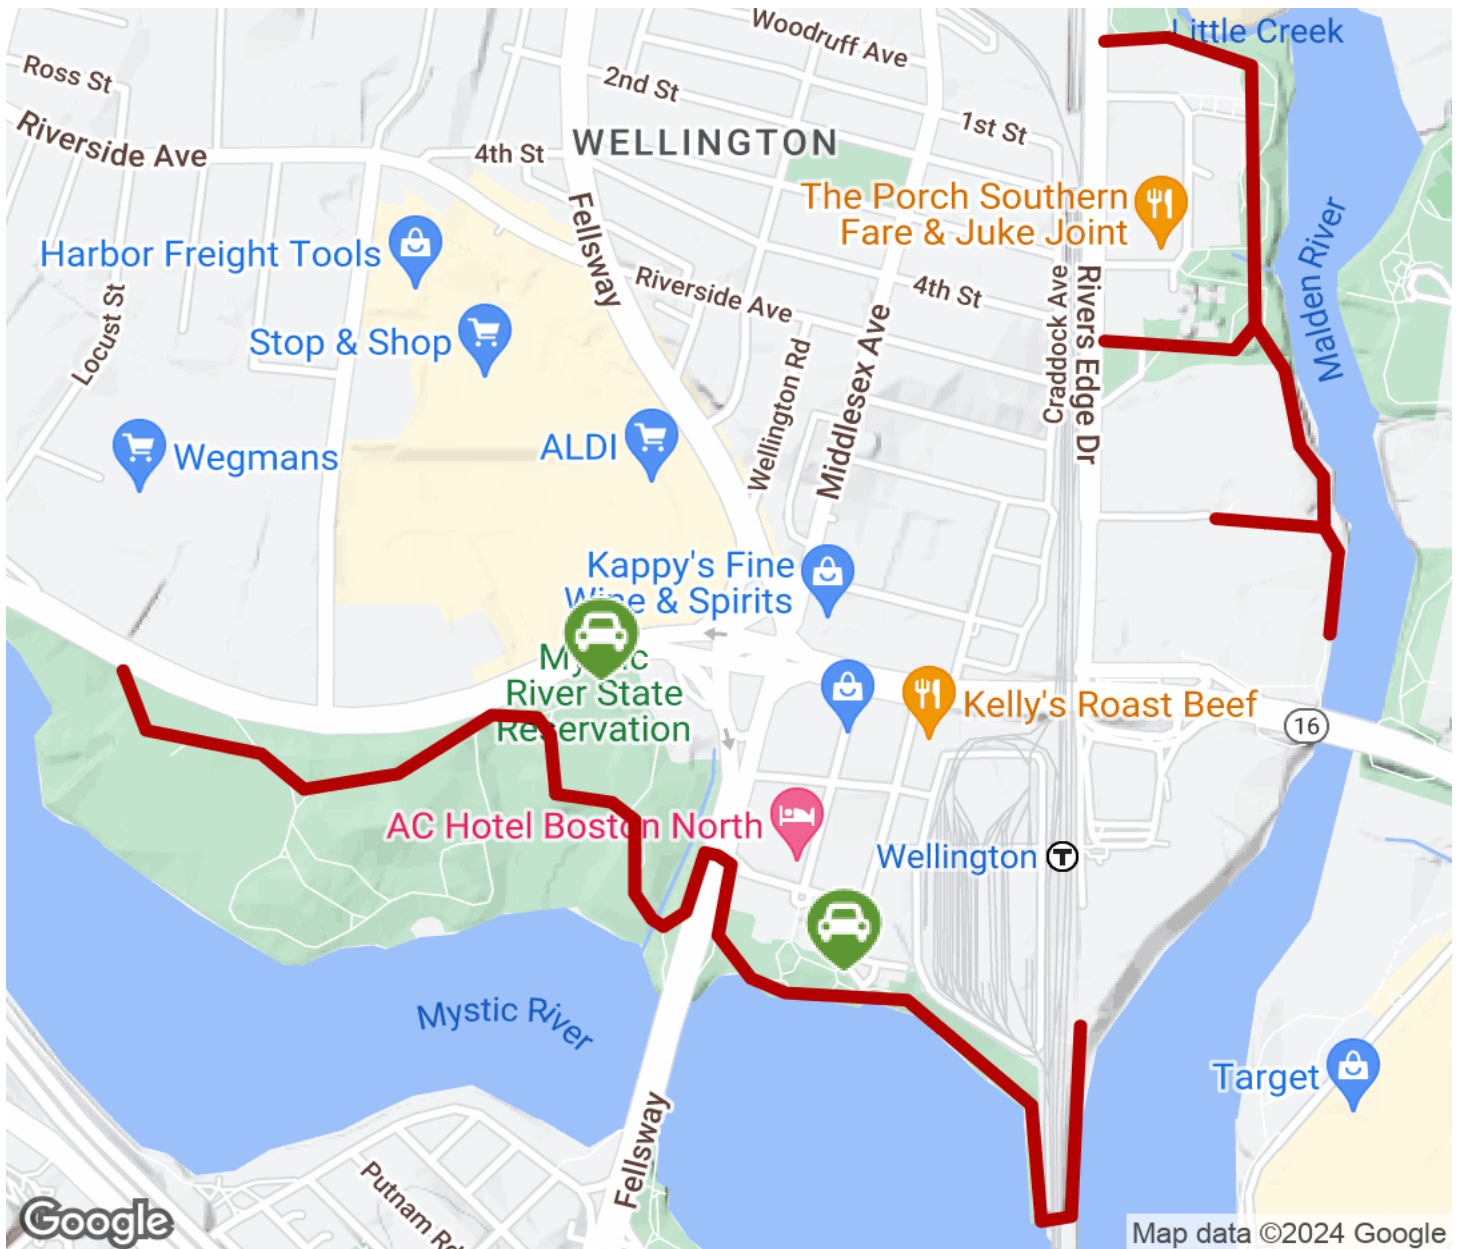 Little Creek
Woodruff Ave
Ross St
2nd St
Riverside Ave
1st St
4th St
WELLINGTON
The Porch Southern
Fare & Juke Joint
Fellsway
Malden River
Harbor Freight Tools
Riverside Ave
4th St
Craddock Ave
Rivers Edge Dr
Locust St
Stop & Shop
Wellington Rd
Middlesex Ave
Wegmans
ALDI
Kappy's Fine
Wine & Spirits
Mystic
River State
Reservation
Kelly's Roast Beef
16
AC Hotel Boston North
Wellington
T
Mystic River
Target
Fellsway
Putnam Rd
Google
Map data ©2024 Google